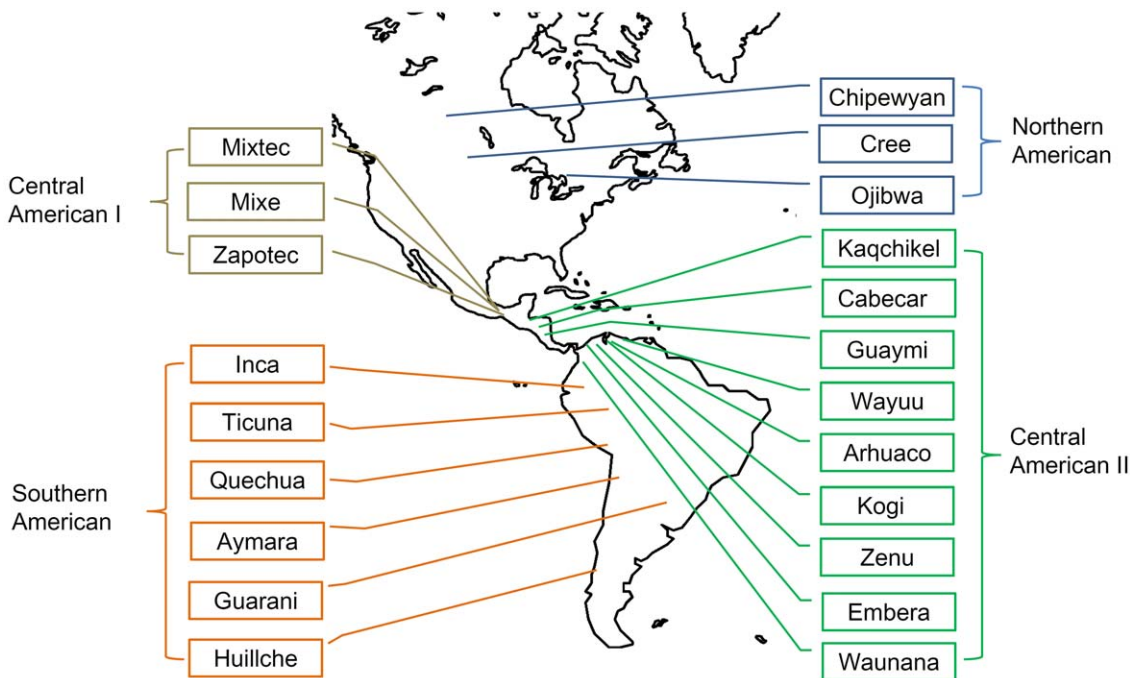 Central
American I
Mixtec
Mixe
Zapotec
Southern
American
Inca
Ticuna
Quechua
Aymara
Guarani
Huillche
Chipewyan
Cree
Ojibwa
Northern
American
Kaqchikel
Cabecar
Guaymi
Wayuu
Arhuaco
Kogi
Zenu
Embera
Waunana
Central
American II